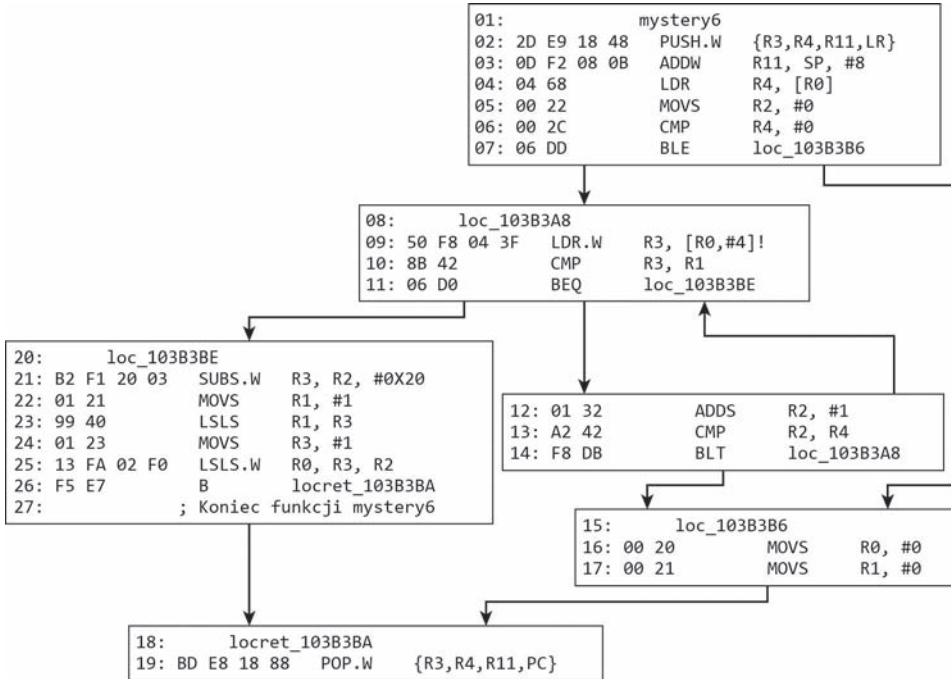 01: mystery6
02: 2D E9 18 48 PUSH.W {R3,R4,R11,LR}
03: 0D F2 08 0B ADDW R11, SP, #8
04: 04 68 LDR R4, [R0]
05: 00 22 MOVS R2, #0
06: 00 2C CMP R4, #0
07: 06 DD BLE loc_103B3B6
08: loc_103B3A8
09: 50 F8 04 3F LDR.W R3, [R0,#4]!
10: 8B 42 CMP R3, R1
11: 06 D0 BEQ loc_103B3BE
20: loc_103B3BE
21: B2 F1 20 03 SUBS.W R3, R2, #0X20
22: 01 21 MOVS R1, #1
23: 99 40 LSLS R1, R3
24: 01 23 MOVS R3, #1
25: 13 FA 02 F0 LSLS.W R0, R3, R2
26: F5 E7 B locret_103B3BA
27: ; Koniec funkcji mystery6
12: 01 32 ADDS R2, #1
13: A2 42 CMP R2, R4
14: F8 DB BLT loc_103B3A8
15: loc_103B3B6
16: 00 20 MOVS R0, #0
17: 00 21 MOVS R1, #0
18: locret_103B3BA
19: BD E8 18 88 POP.W {R3,R4,R11,PC}